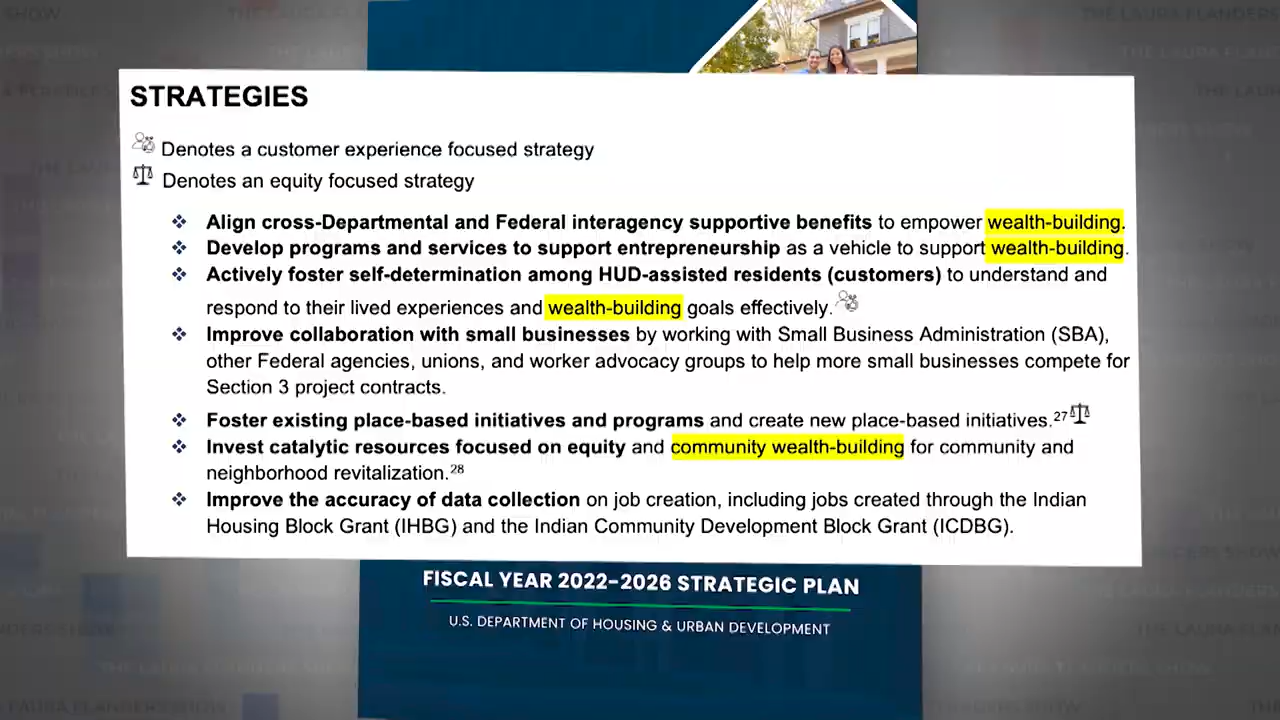 STRATEGIES
Denotes a customer experience focused strategy
Denotes an equity focused strategy
❖ Align cross-Departmental and Federal interagency supportive benefits to empower wealth-building.
❖ Develop programs and services to support entrepreneurship as a vehicle to support wealth-building.
❖ Actively foster self-determination among HUD-assisted residents (customers) to understand and
respond to their lived experiences and wealth-building goals effectively.
❖ Improve collaboration with small businesses by working with Small Business Administration (SBA),
other Federal agencies, unions, and worker advocacy groups to help more small businesses compete for
Section 3 project contracts.
❖ Foster existing place-based initiatives and programs and create new place-based initiatives.27
❖ Invest catalytic resources focused on equity and community wealth-building for community and
neighborhood revitalization.28
❖ Improve the accuracy of data collection on job creation, including jobs created through the Indian
Housing Block Grant (IHBG) and the Indian Community Development Block Grant (ICDBG).
FISCAL YEAR 2022-2026 STRATEGIC PLAN
U.S. DEPARTMENT OF HOUSING & URBAN DEVELOPMENT